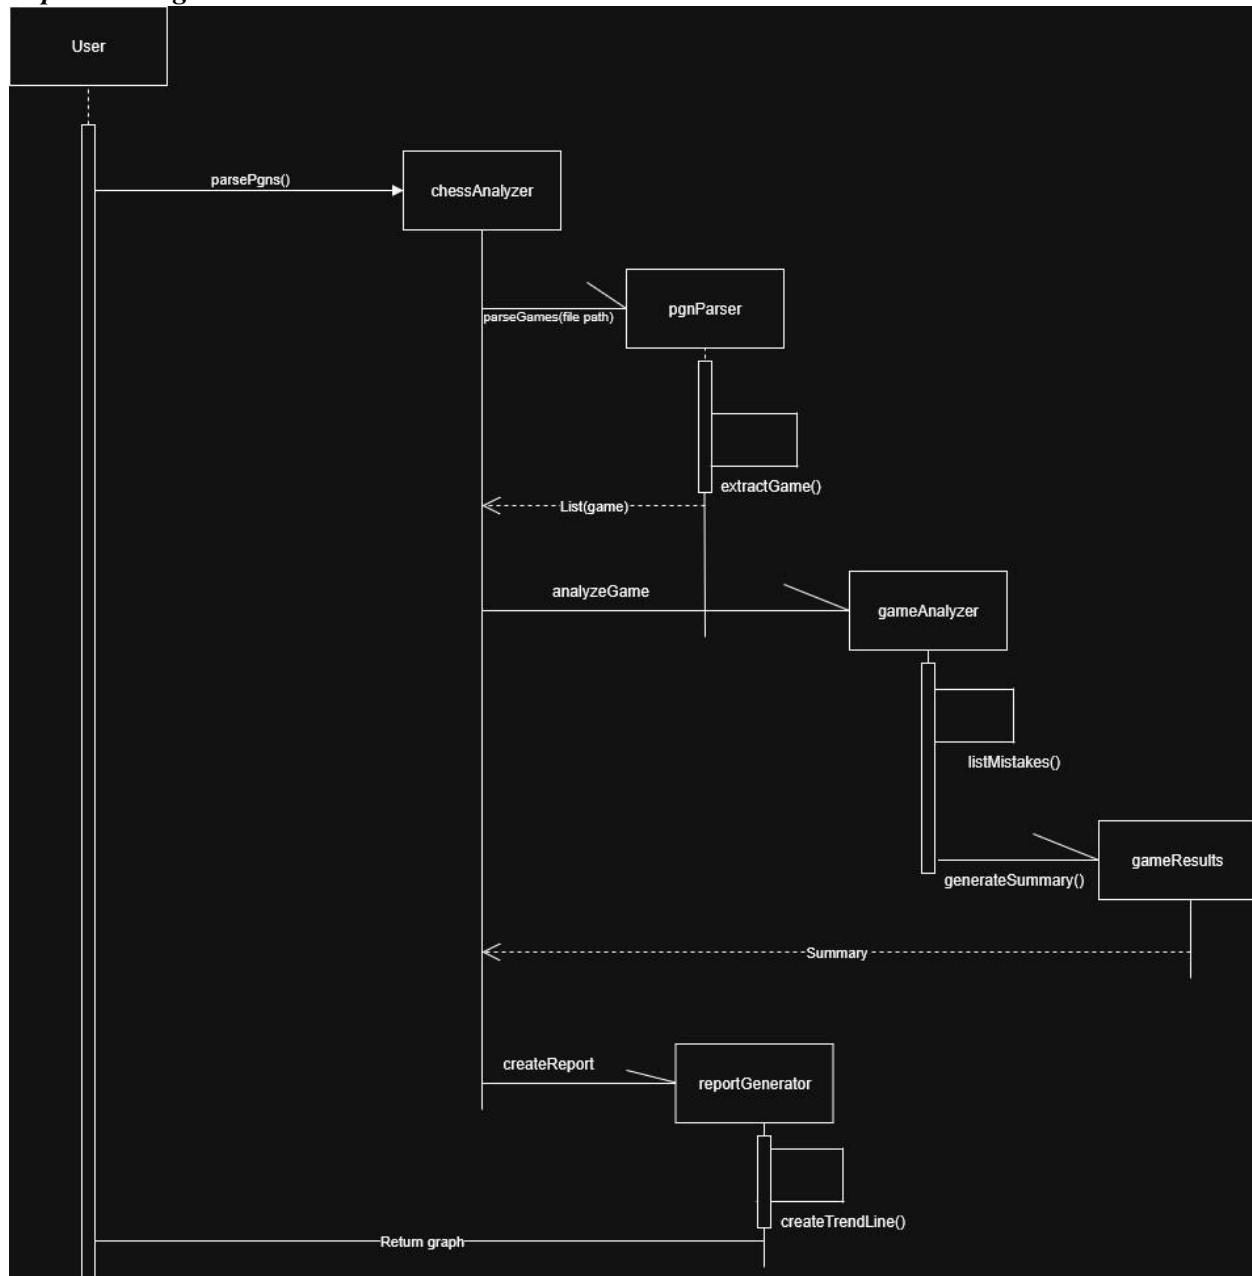 User
parsePgns()
chessAnalyzer
pgnParser
parseGames(file path)
extractGame()
List(game)
analyzeGame
gameAnalyzer
listMistakes()
gameResults
generateSummary()
Summary
createReport
reportGenerator
createTrendLine()
Return graph